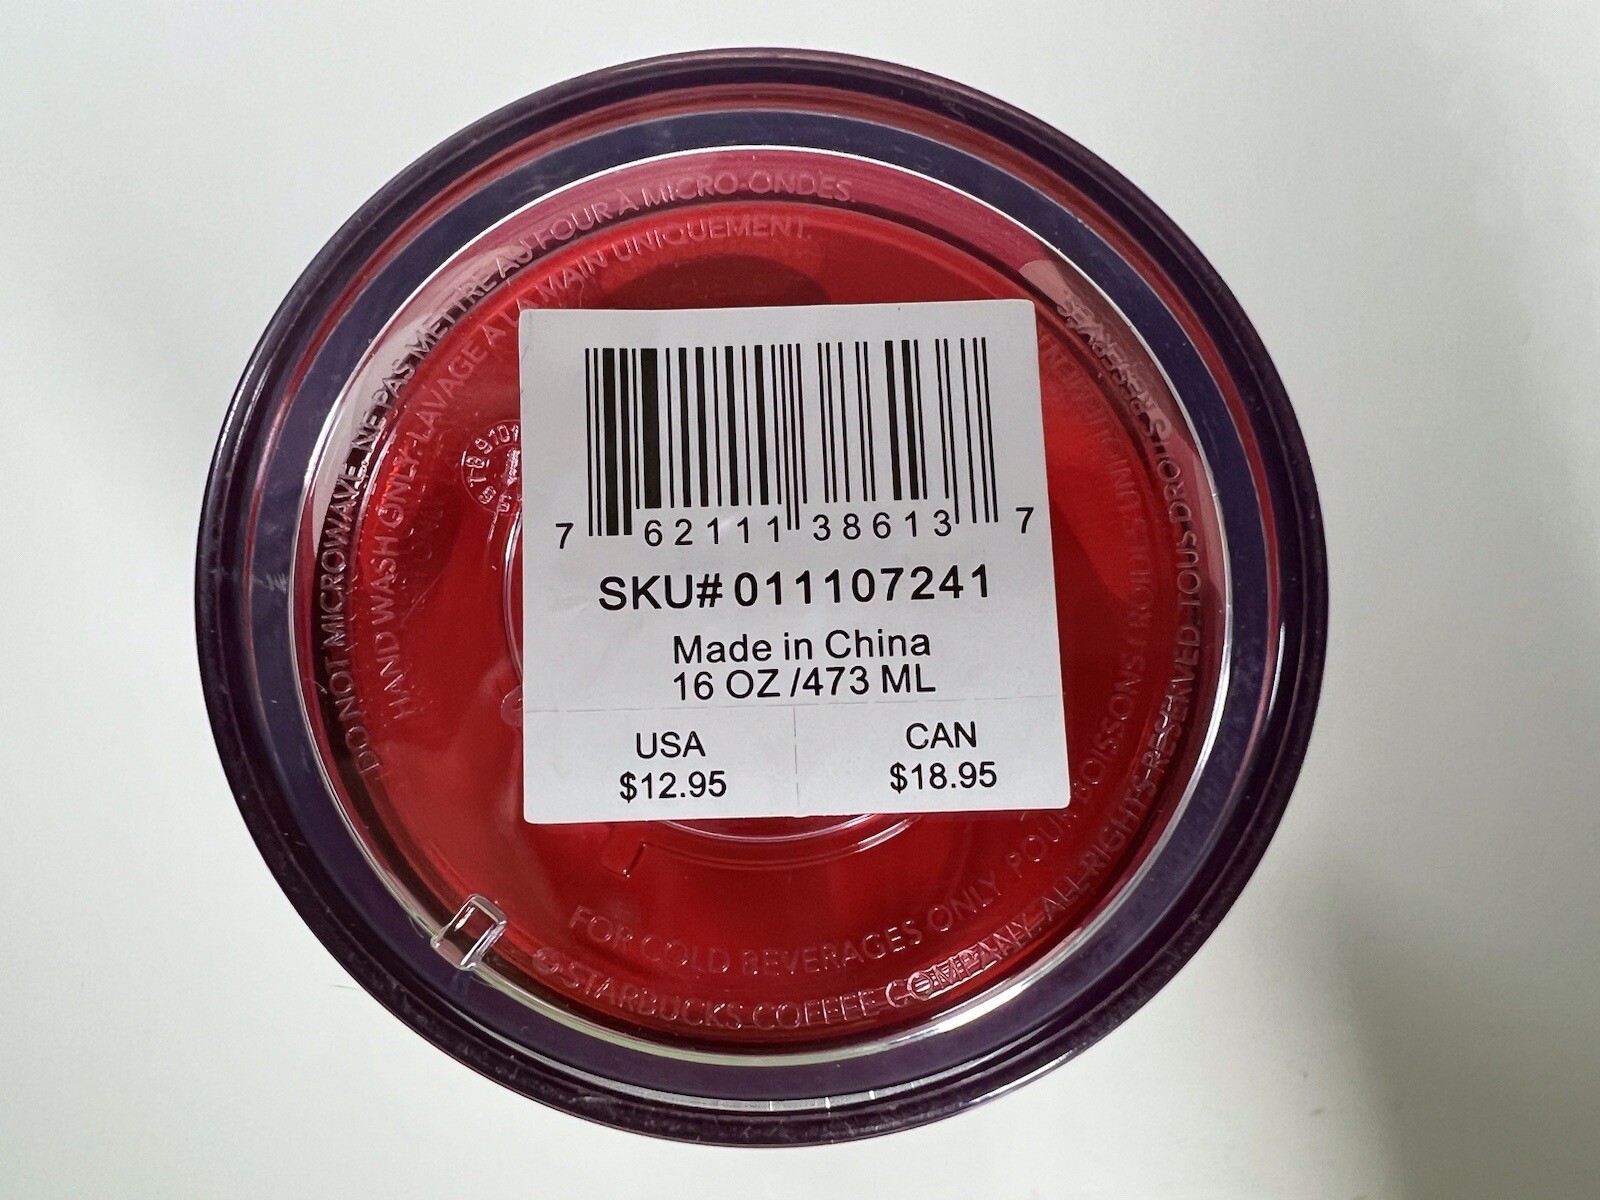 7 62111 38613 7
SKU# 011107241
Made in China
16 OZ /473 ML
USA
$12.95
CAN
$18.95
DO NOT MICROWAVE. NE PAS METTRE AU FOUR À MICRO-ONDES.
HAND WASH ONLY. LAVAGE À LA MAIN UNIQUEMENT.
FOR COLD BEVERAGES ONLY. POUR BOISSONS FROIDES UNIQUEMENT
© STARBUCKS COFFEE COMPANY. ALL RIGHTS RESERVED. TOUS DROITS RÉSERVÉS.